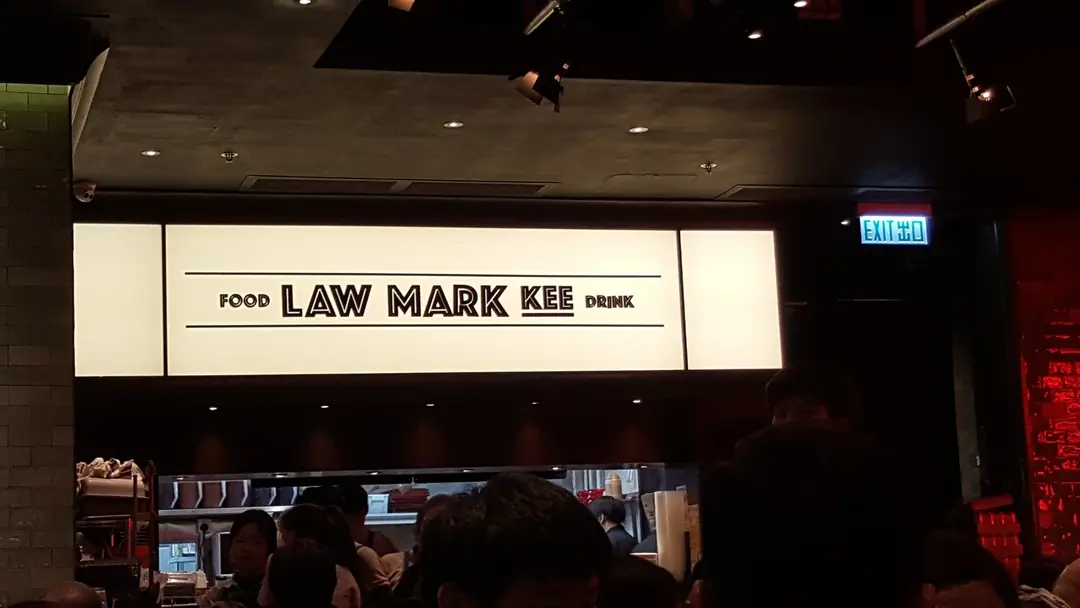 FOOD LAW MARK KEE DRINK
EXIT 出口